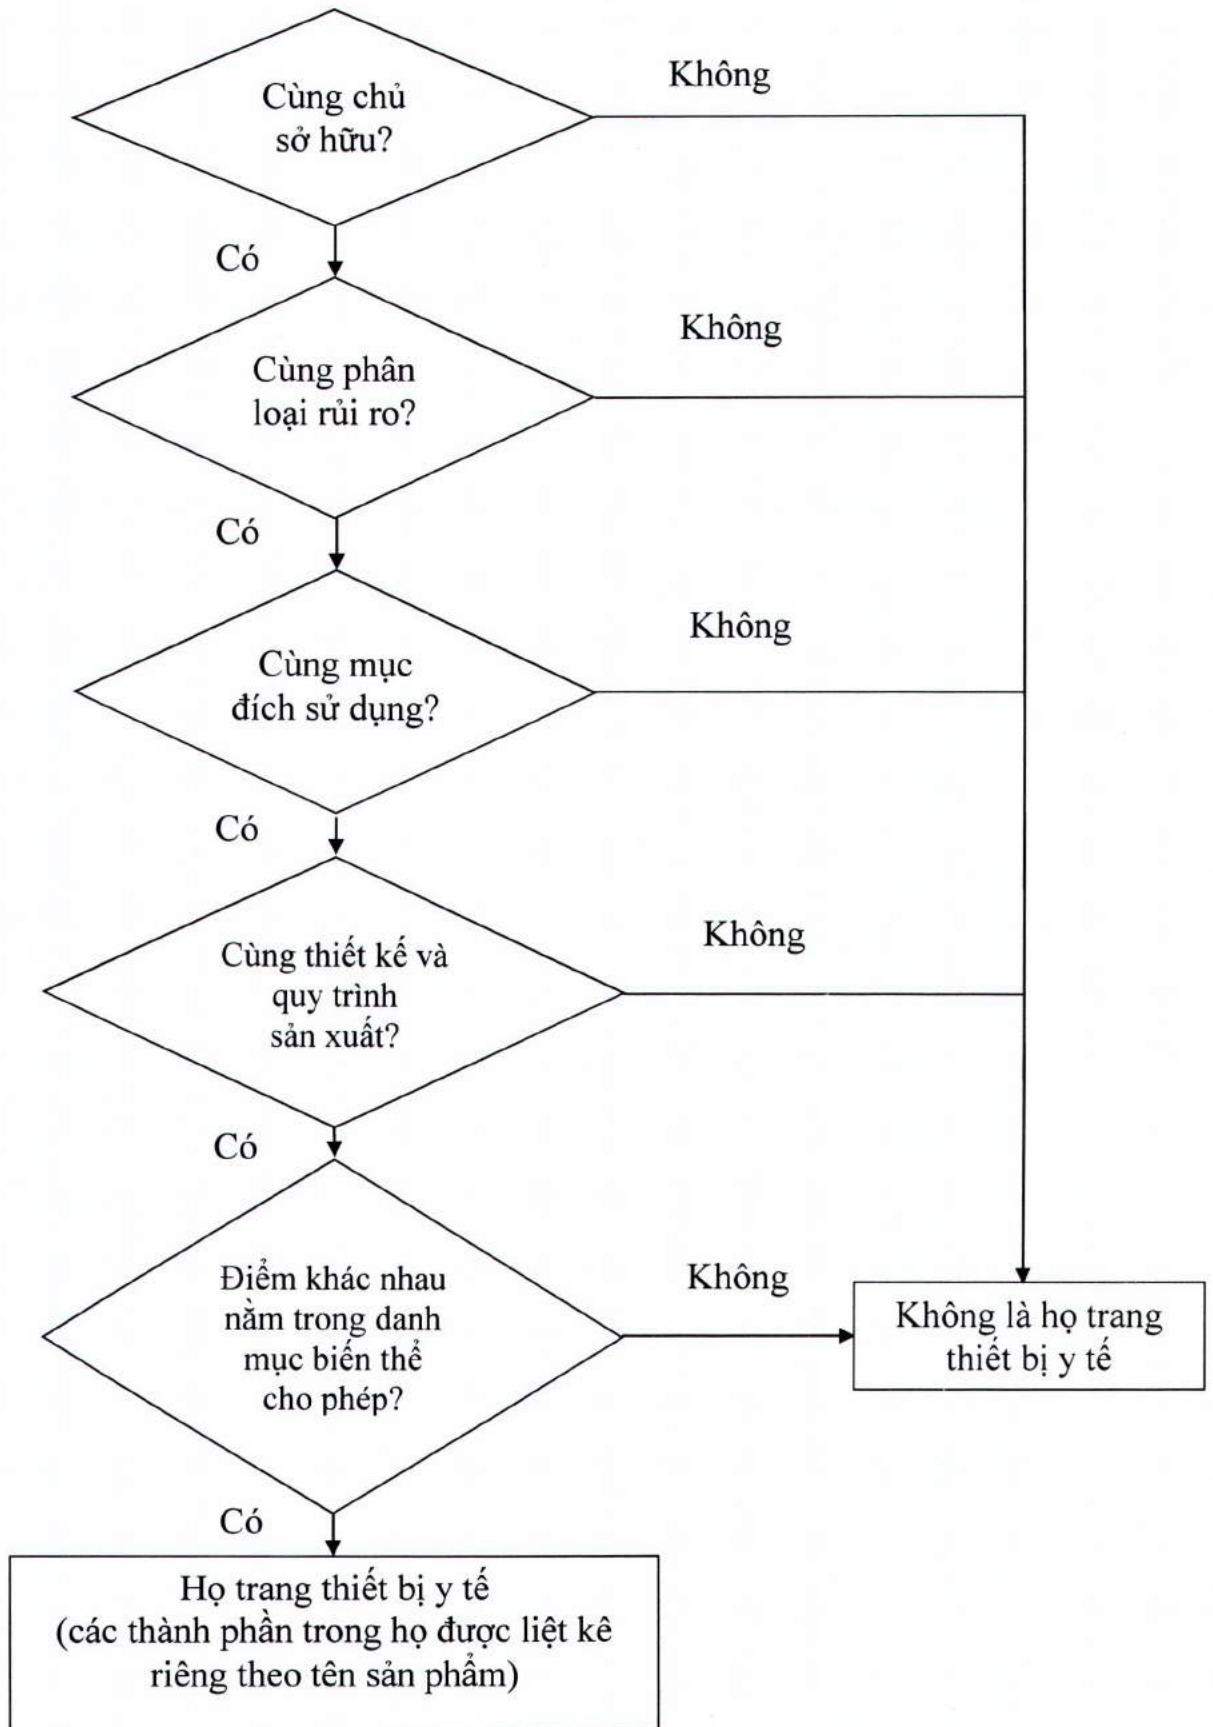 Cùng chủ
sở hữu?
Không
Có
Cùng phân
loại rủi ro?
Không
Có
Cùng mục
đích sử dụng?
Không
Có
Cùng thiết kế và
quy trình
sản xuất?
Không
Có
Điểm khác nhau
nằm trong danh
mục biến thể
cho phép?
Không
Không là họ trang
thiết bị y tế
Có
Họ trang thiết bị y tế
(các thành phần trong họ được liệt kê
riêng theo tên sản phẩm)